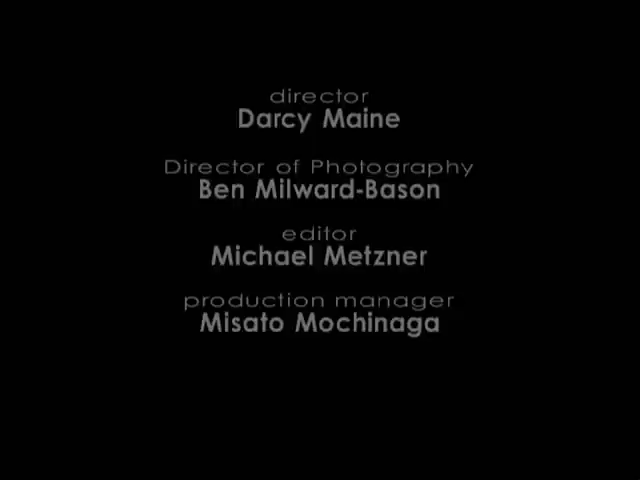 director
Darcy Maine
Director of Photography
Ben Milward-Bason
editor
Michael Metzner
production manager
Misato Mochinaga